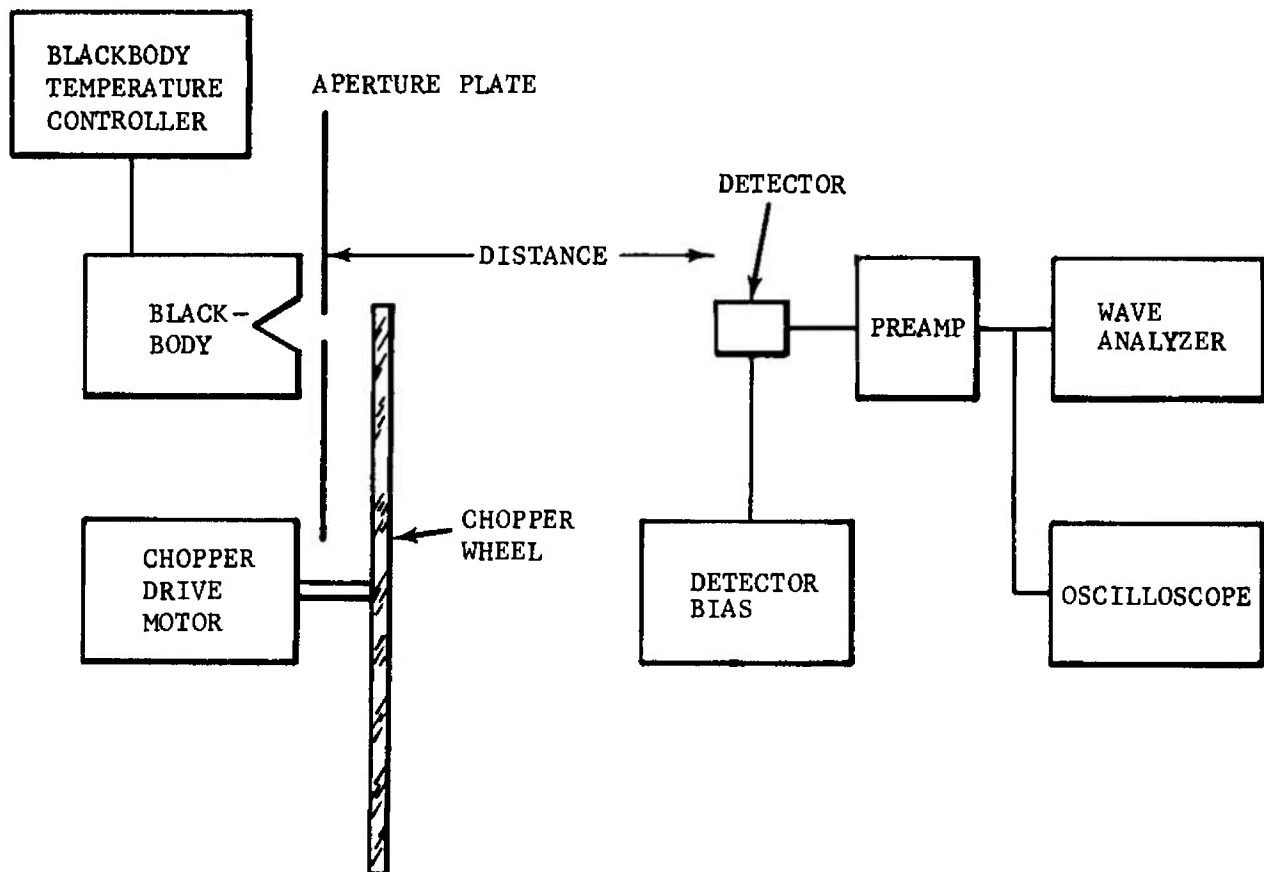 BLACKBODY
TEMPERATURE
CONTROLLER
APERTURE PLATE
DETECTOR
DISTANCE
BLACK-
BODY
PREAMP
WAVE
ANALYZER
CHOPPER
WHEEL
CHOPPER
DRIVE
MOTOR
DETECTOR
BIAS
OSCILLOSCOPE